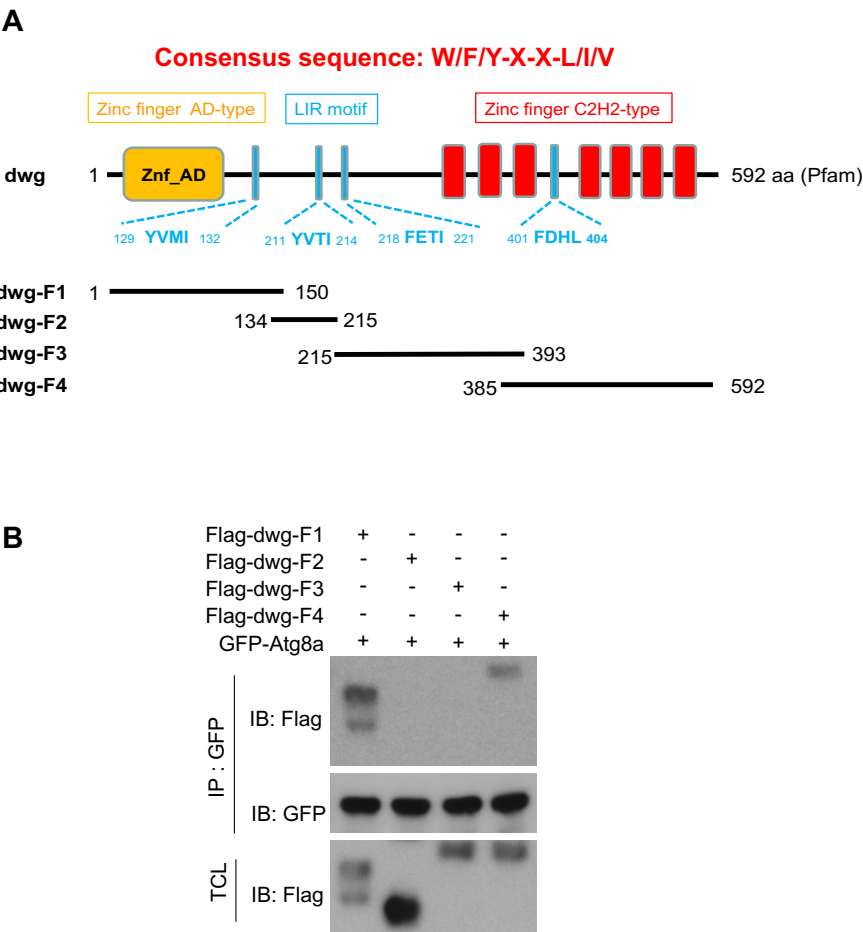 A
Consensus sequence: W/F/Y-X-X-L/I/V
Zinc finger AD-type LIR motif Zinc finger C2H2-type
dwg 1 Znf_AD 592 aa (Pfam)
129 YVMI 132 211 YVTI 214 218 FETI 221 401 FDHL 404
dwg-F1 1 150
dwg-F2 134 215
dwg-F3 215 393
dwg-F4 385 592
B
Flag-dwg-F1 + - - -
Flag-dwg-F2 - + - -
Flag-dwg-F3 - - + -
Flag-dwg-F4 - - - +
GFP-Atg8a + + + +
IP : GFP
IB: Flag
IB: GFP
TCL
IB: Flag